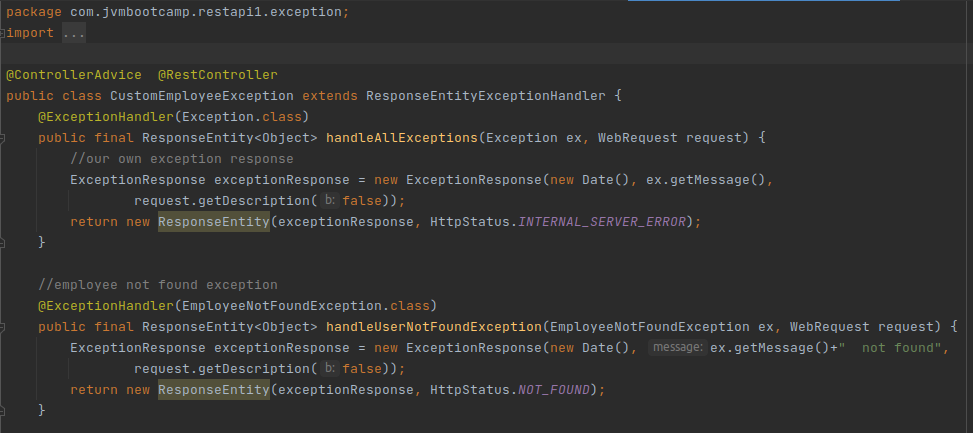 package com.jvmbootcamp.restapi1.exception;
import ...
@ControllerAdvice  @RestController
public class CustomEmployeeException extends ResponseEntityExceptionHandler {
    @ExceptionHandler(Exception.class)
    public final ResponseEntity<Object> handleAllExceptions(Exception ex, WebRequest request) {
        //our own exception response
        ExceptionResponse exceptionResponse = new ExceptionResponse(new Date(), ex.getMessage(),
                request.getDescription( b: false));
        return new ResponseEntity(exceptionResponse, HttpStatus.INTERNAL_SERVER_ERROR);
    }
    //employee not found exception
    @ExceptionHandler(EmployeeNotFoundException.class)
    public final ResponseEntity<Object> handleUserNotFoundException(EmployeeNotFoundException ex, WebRequest request) {
        ExceptionResponse exceptionResponse = new ExceptionResponse(new Date(), message: ex.getMessage()+"  not found",
                request.getDescription( b: false));
        return new ResponseEntity(exceptionResponse, HttpStatus.NOT_FOUND);
    }